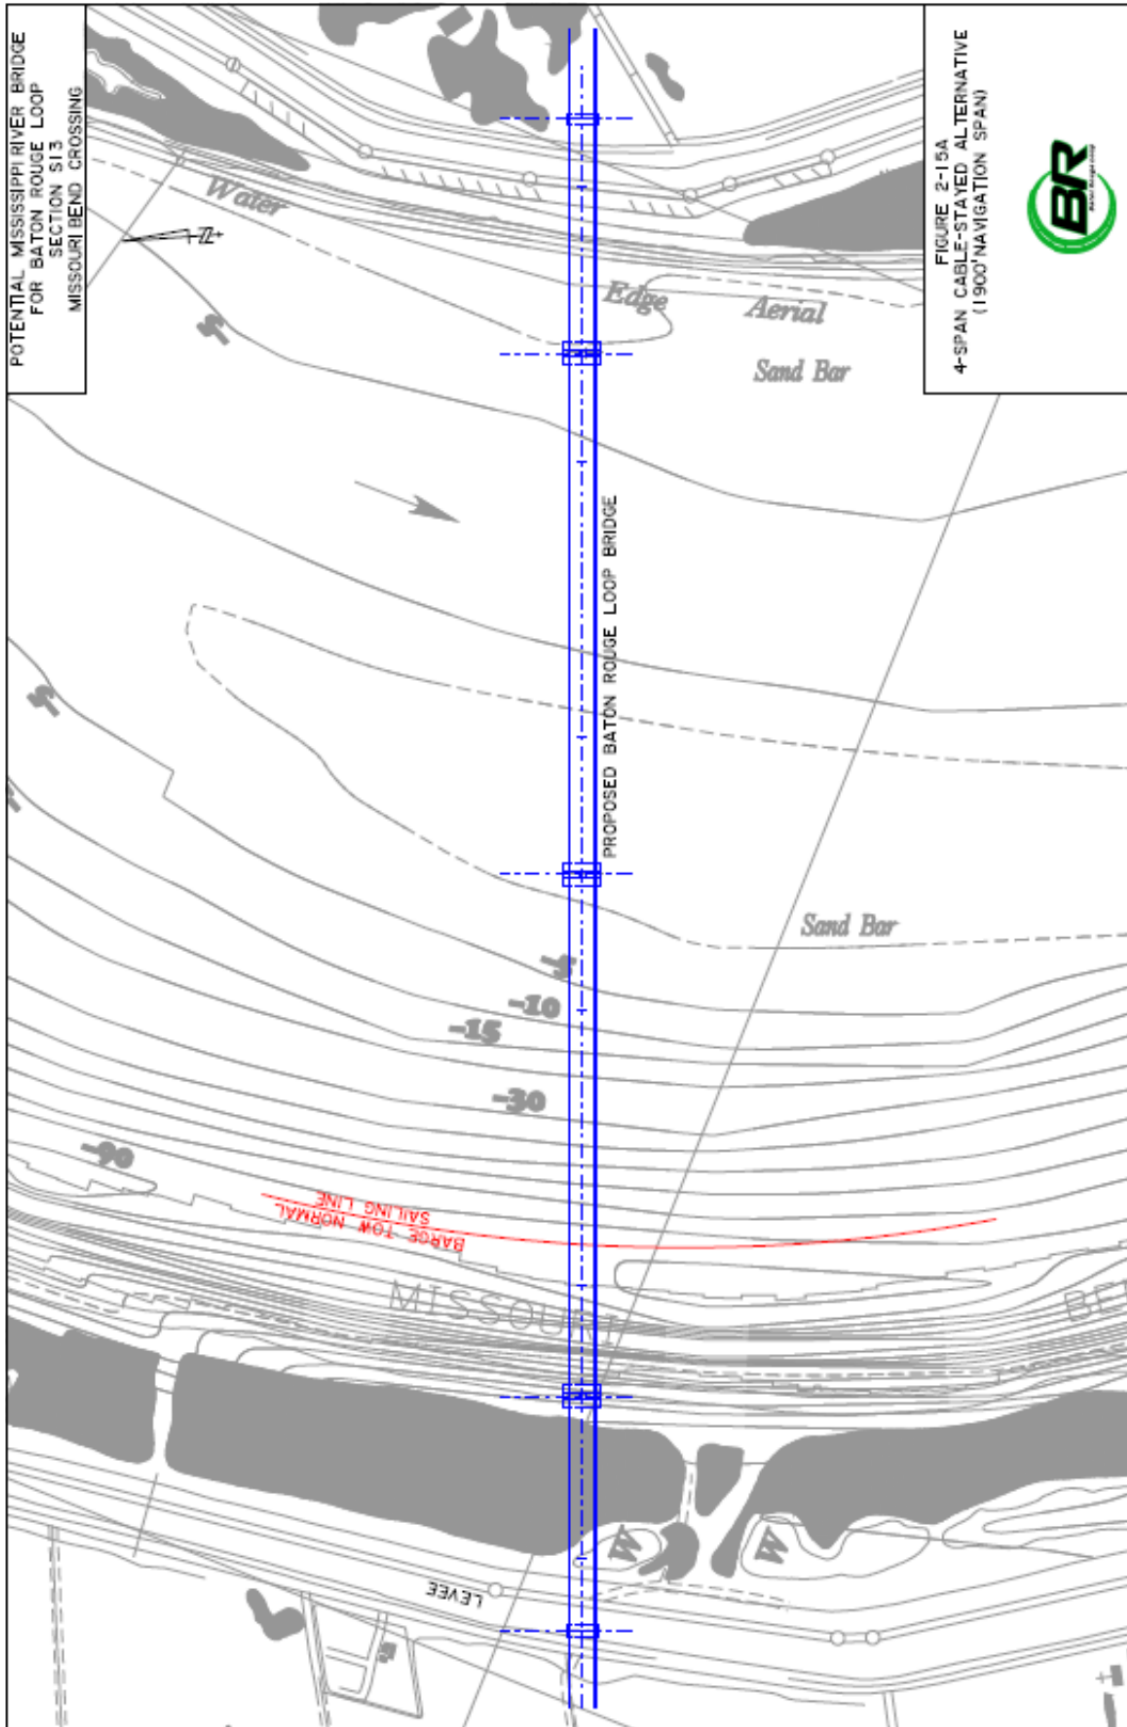 POTENTIAL MISSISSIPPI RIVER BRIDGE
FOR BATON ROUGE LOOP
SECTION S13
MISSOURI BEND CROSSING
FIGURE 2-15A
4-SPAN CABLE-STAYED ALTERNATIVE
(1900' NAVIGATION SPAN)
BR
Water
Edge
Aerial
Sand Bar
PROPOSED BATON ROUGE LOOP BRIDGE
Sand Bar
-5
-10
-15
-30
-90
BARGE TOW NORMAL
SAILING LINE
MISSOURI
BE
W
W
LEVEE